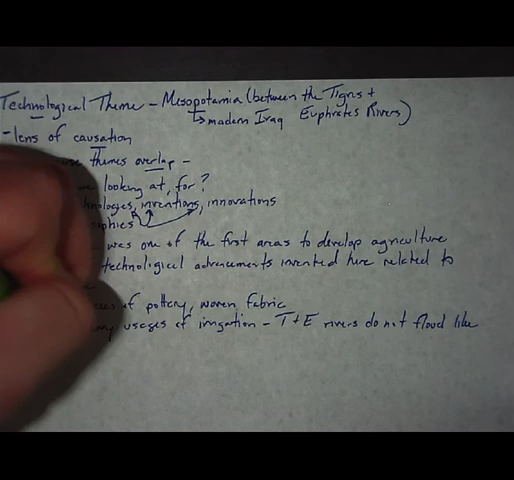 Technological Theme - Mesopotamia (between the Tigris +
↳ modern Iraq Euphrates Rivers)
- lens of causation
themes overlap -
looking at, for?
inventions, innovations
was one of the first areas to develop agriculture
technological advancements invented here related to
of pottery, woven fabric
usages of irrigation - T + E rivers do not flood like